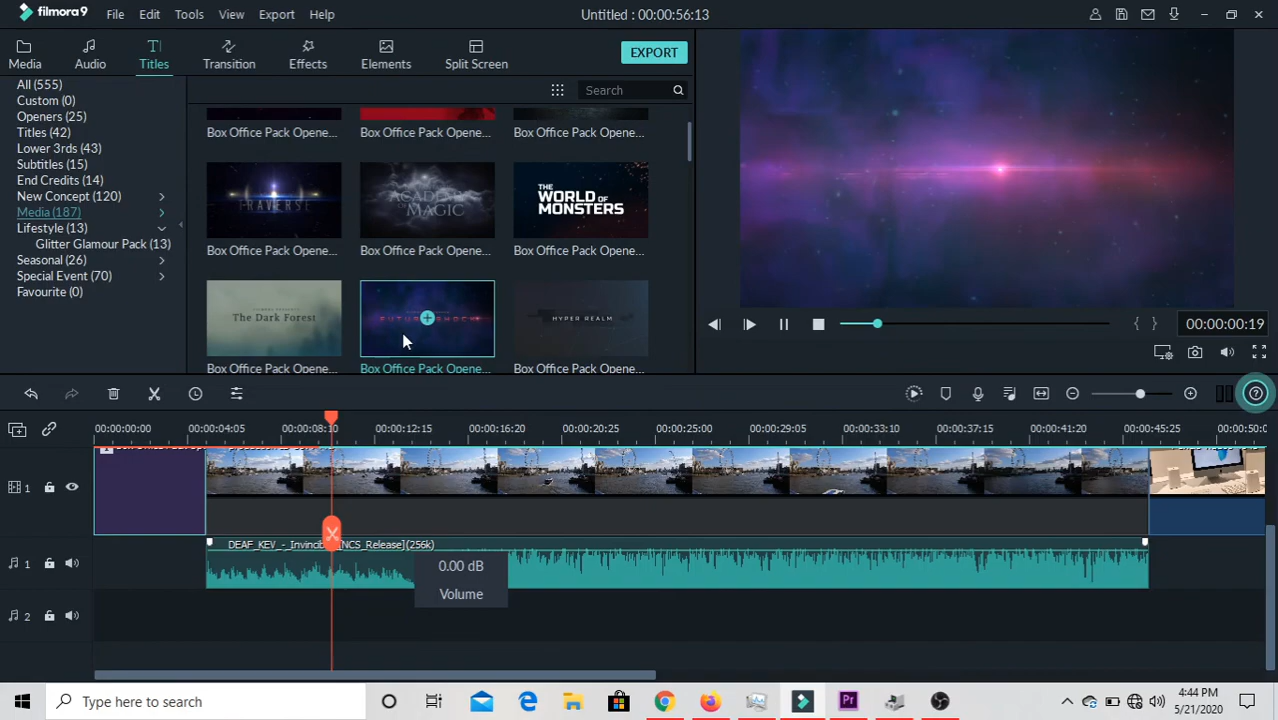 filmora9 File Edit Tools View Export Help Untitled : 00:00:56:13
Media Audio Titles Transition Effects Elements Split Screen EXPORT
All (555)
Custom (0)
Openers (25)
Titles (42)
Lower 3rds (43)
Subtitles (15)
End Credits (14)
New Concept (120)
Media (187)
Lifestyle (13)
Glitter Glamour Pack (13)
Seasonal (26)
Special Event (70)
Favourite (0)
Search
Box Office Pack Opene... Box Office Pack Opene... Box Office Pack Opene...
TRAVERSE
ACADEMY
OF
MAGIC
THE
WORLD OF
MONSTERS
Box Office Pack Opene... Box Office Pack Opene... Box Office Pack Opene...
The Dark Forest
FUTURE SHOCK
HYPER REALM
Box Office Pack Opene... Box Office Pack Opene... Box Office Pack Opene...
00:00:00:19
00:00:00:00 00:00:04:05 00:00:08:10 00:00:12:15 00:00:16:20 00:00:20:25 00:00:25:00 00:00:29:05 00:00:33:10 00:00:37:15 00:00:41:20 00:00:45:25 00:00:50:0
1
DEAF_KEV_-_Invincib [NCS_Release](256k)
1
0.00 dB
Volume
2
Type here to search
Pr
4:44 PM
5/21/2020